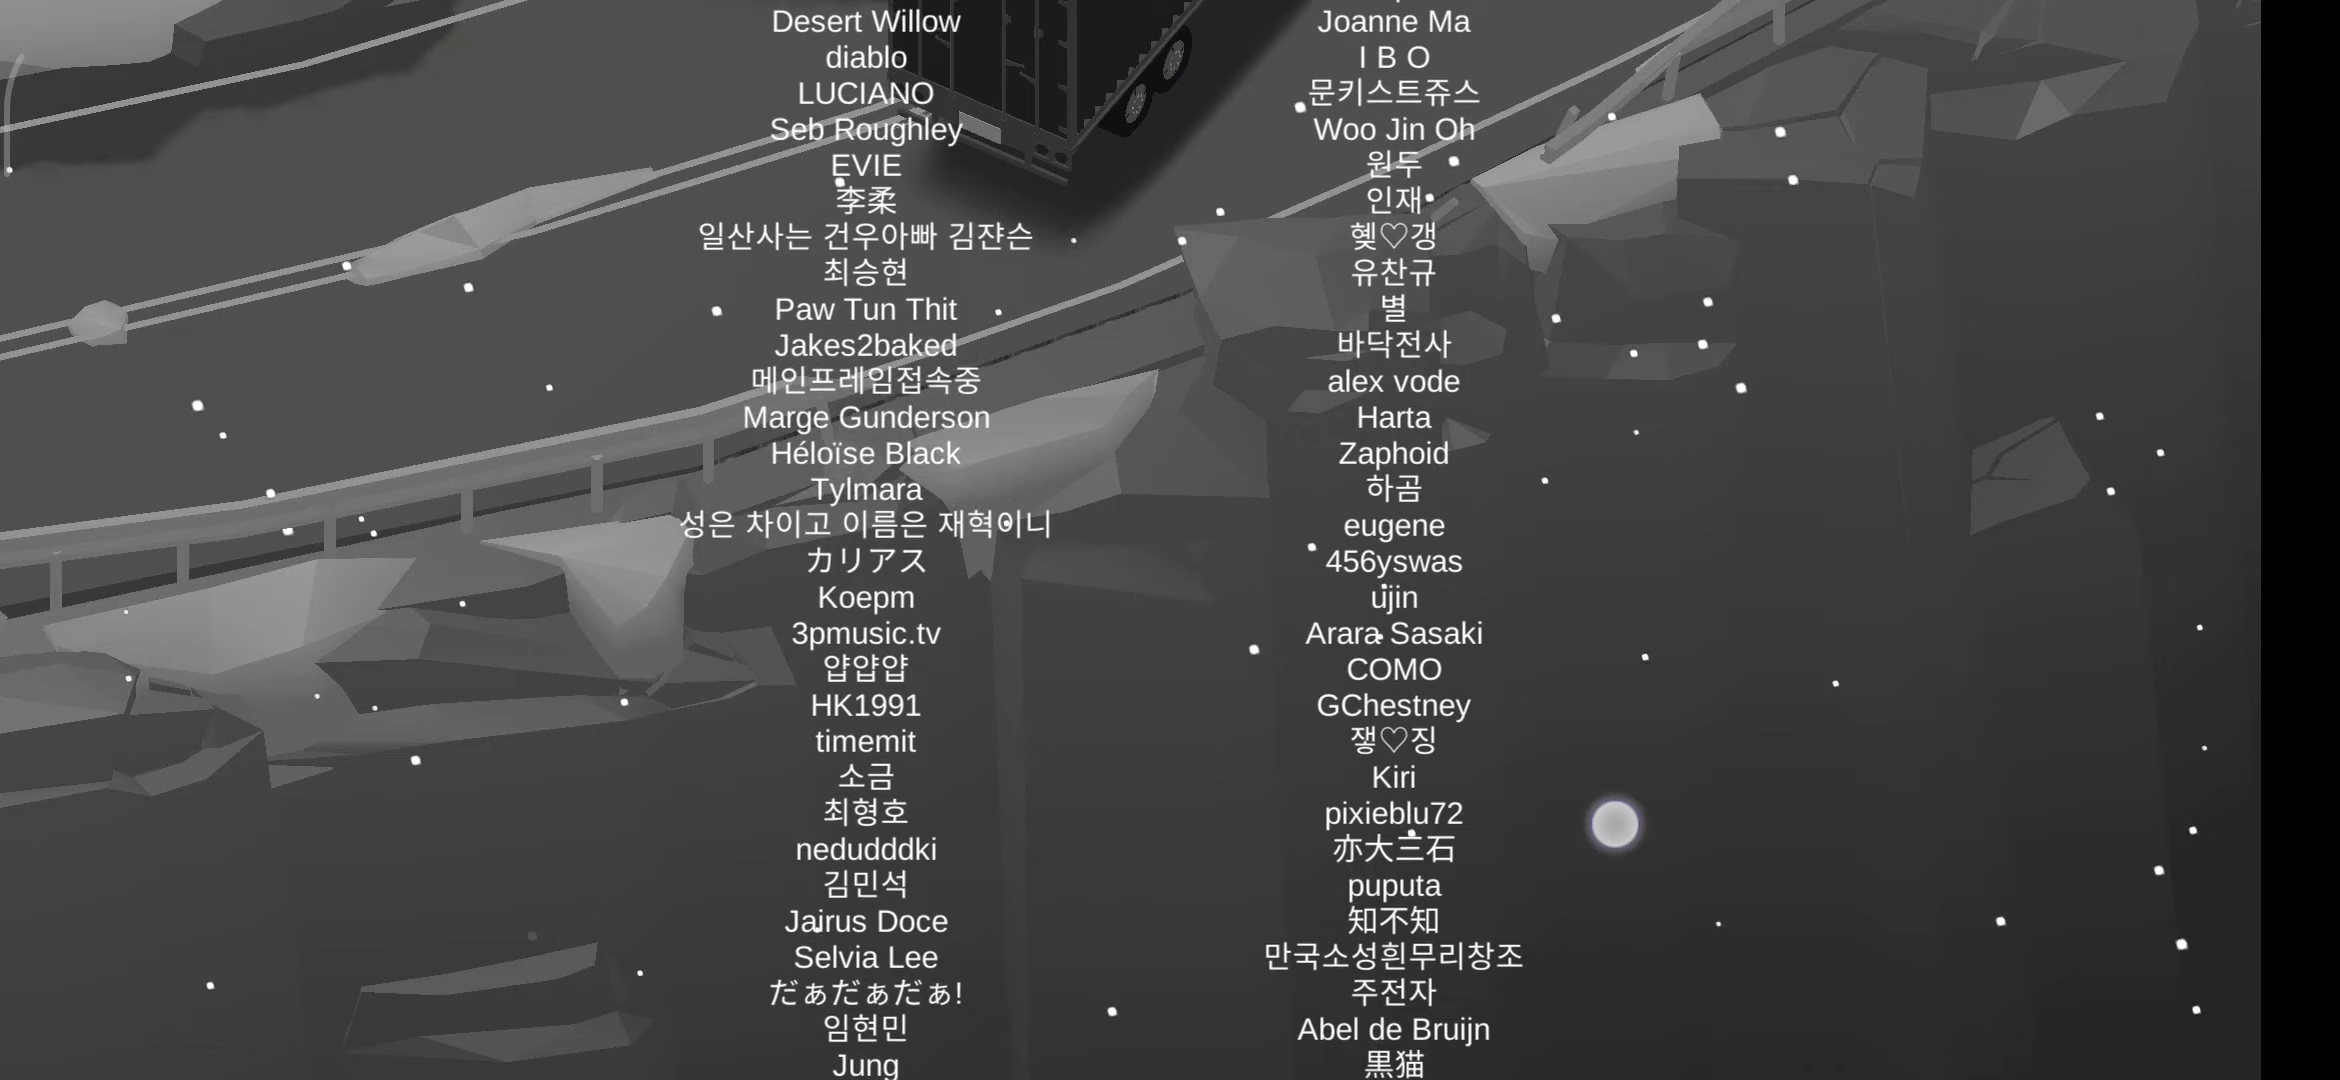 Desert Willow
diablo
LUCIANO
Seb Roughley
EVIE
李柔
일산사는 건우아빠 김쟌슨
최승현
Paw Tun Thit
Jakes2baked
메인프레임접속중
Marge Gunderson
Héloïse Black
Tylmara
성은 차이고 이름은 재혁이니
カリアス
Koepm
3pmusic.tv
얍얍얍
HK1991
timemit
소금
최형호
nedudddki
김민석
Jairus Doce
Selvia Lee
だぁだぁだぁ!
임현민
Jung
Joanne Ma
I B O
문키스트쥬스
Woo Jin Oh
원두
인재
혳♡갱
유찬규
별
바닥전사
alex vode
Harta
Zaphoid
하곰
eugene
456yswas
ujin
Arara Sasaki
COMO
GChestney
쟇♡징
Kiri
pixieblu72
亦大三石
puputa
知不知
만국소성흰무리창조
주전자
Abel de Bruijn
黒猫